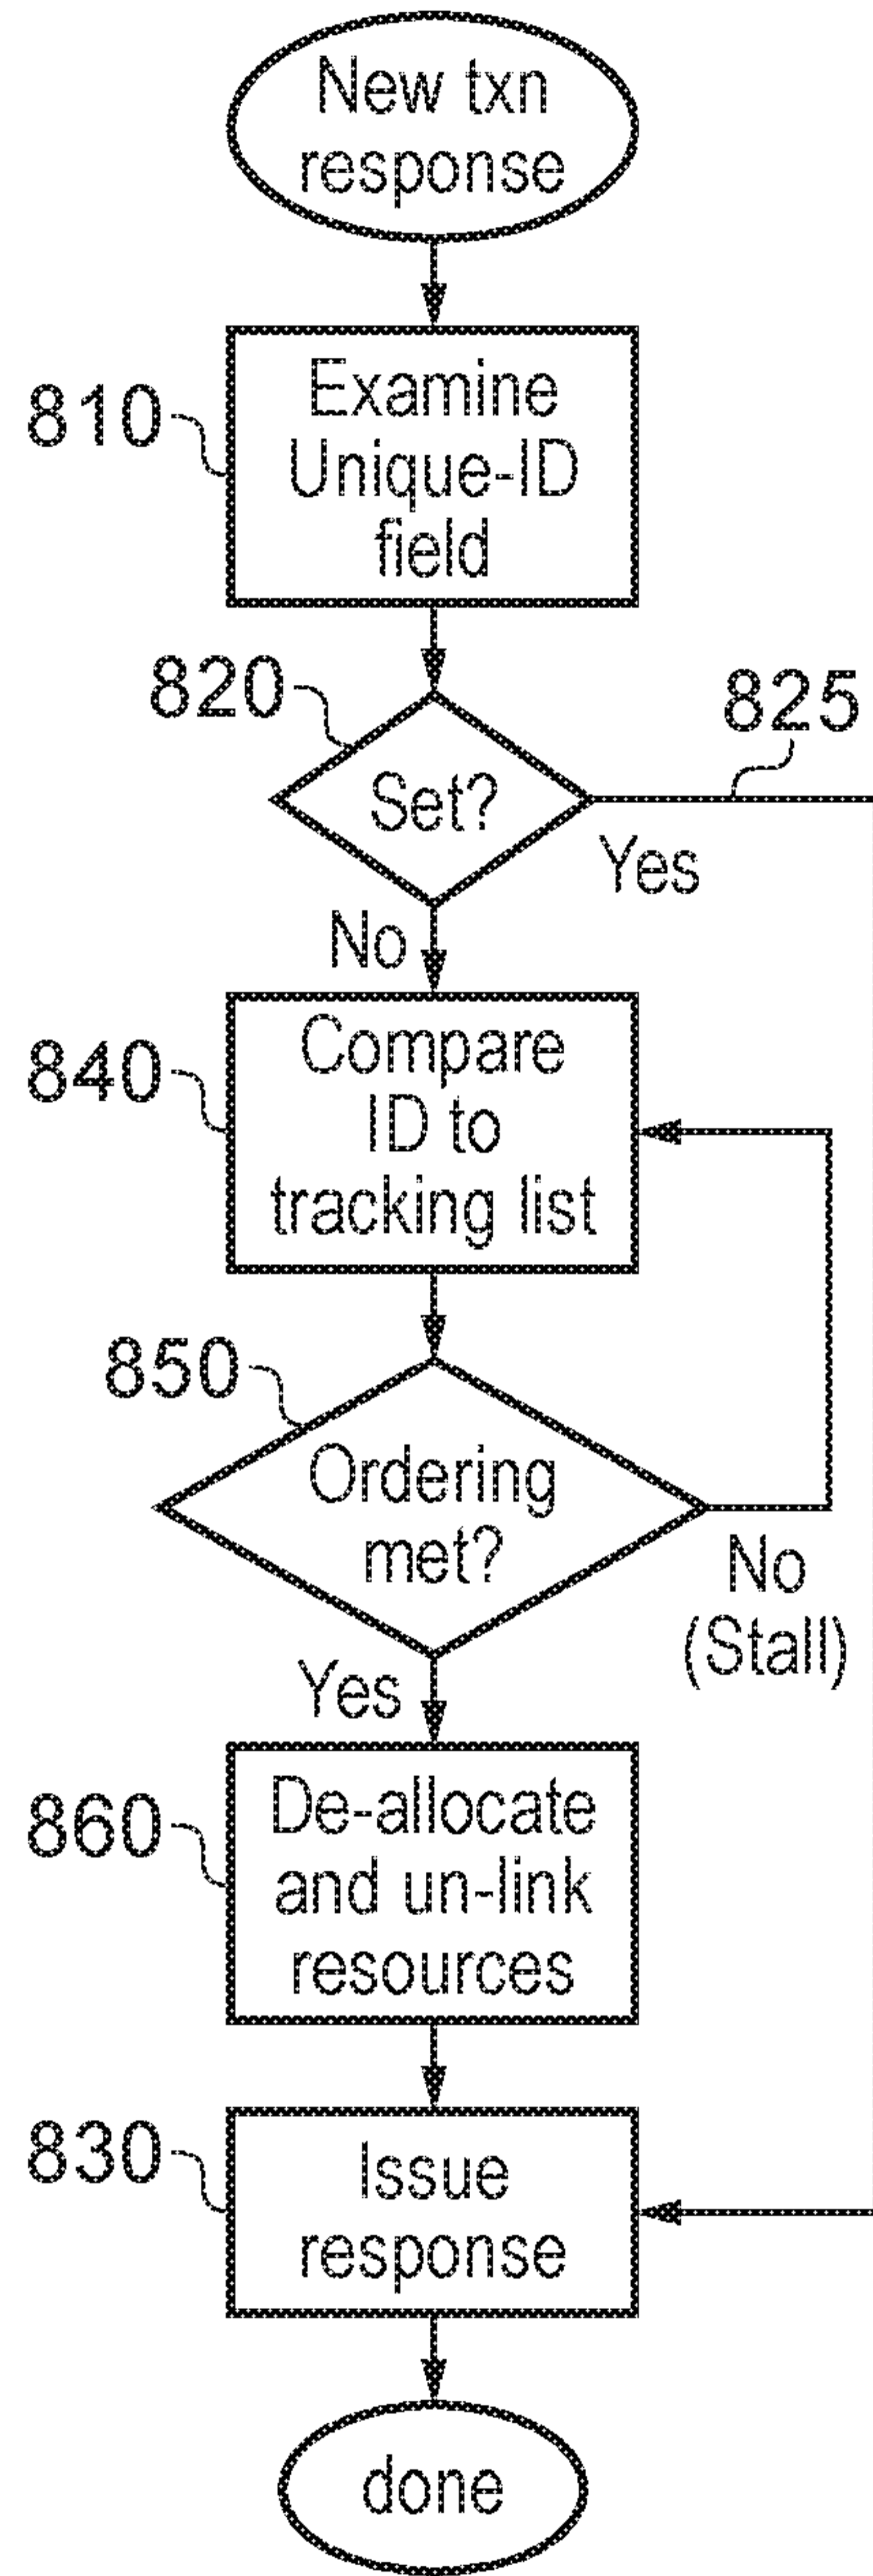 New txn
response
810
Examine
Unique-ID
field
820
825
Set?
Yes
No
840
Compare
ID to
tracking list
850
Ordering
met?
No
(Stall)
Yes
860
De-allocate
and un-link
resources
830
Issue
response
done